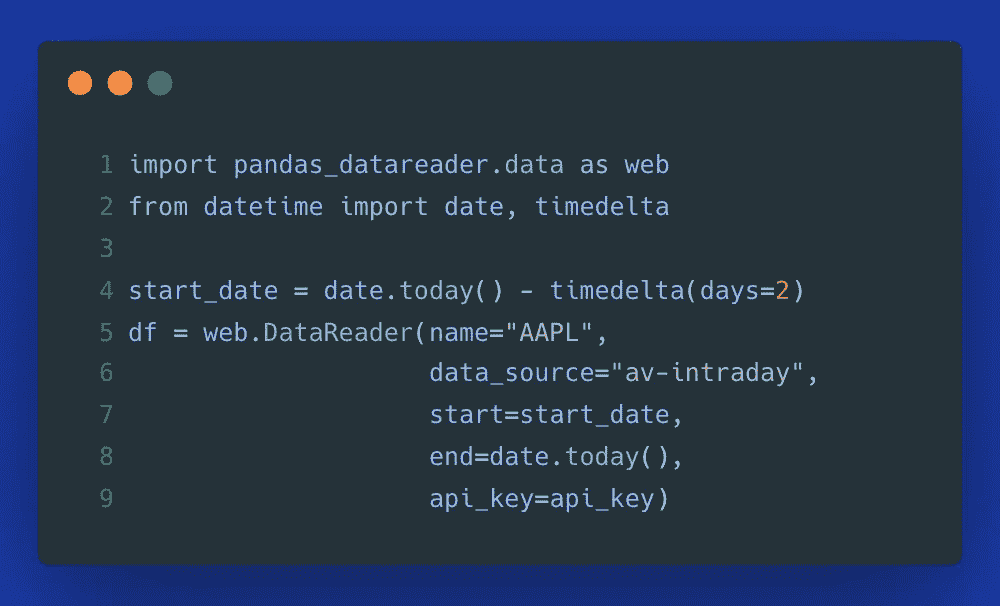 1 import pandas_datareader.data as web
2 from datetime import date, timedelta
3
4 start_date = date.today() - timedelta(days=2)
5 df = web.DataReader(name="AAPL",
6                     data_source="av-intraday",
7                     start=start_date,
8                     end=date.today(),
9                     api_key=api_key)